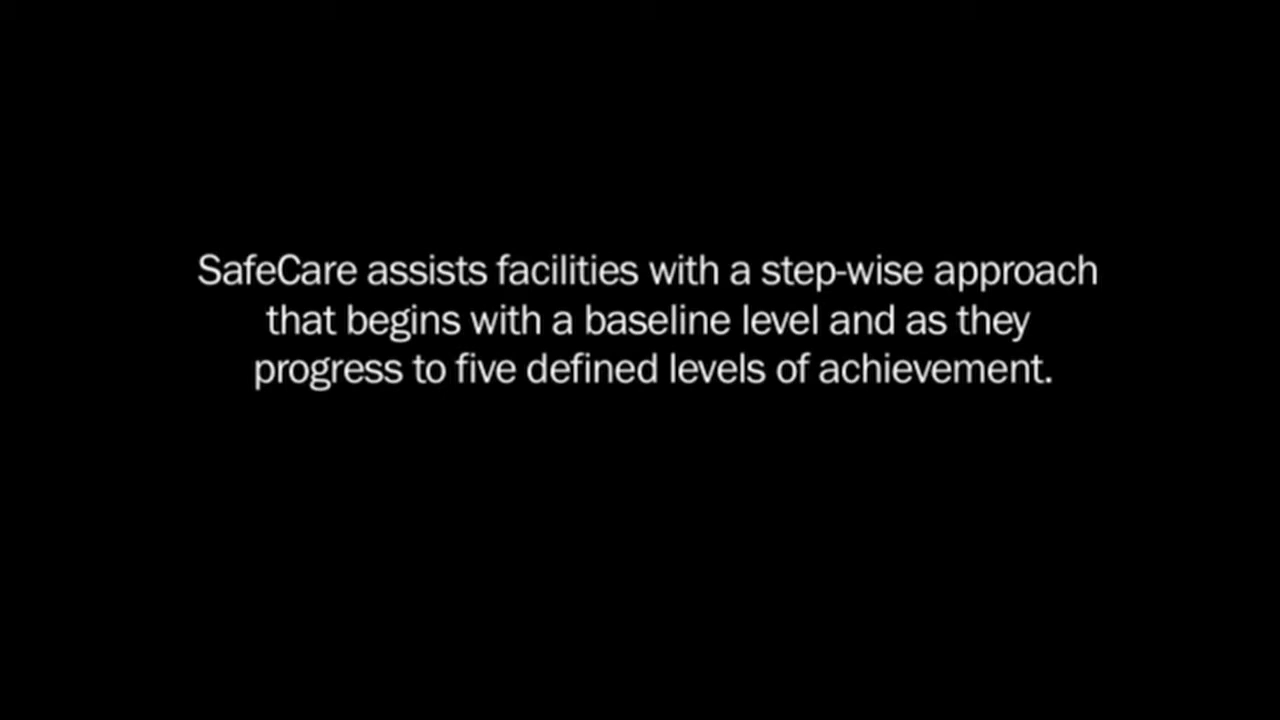 SafeCare assists facilities with a step-wise approach
that begins with a baseline level and as they
progress to five defined levels of achievement.